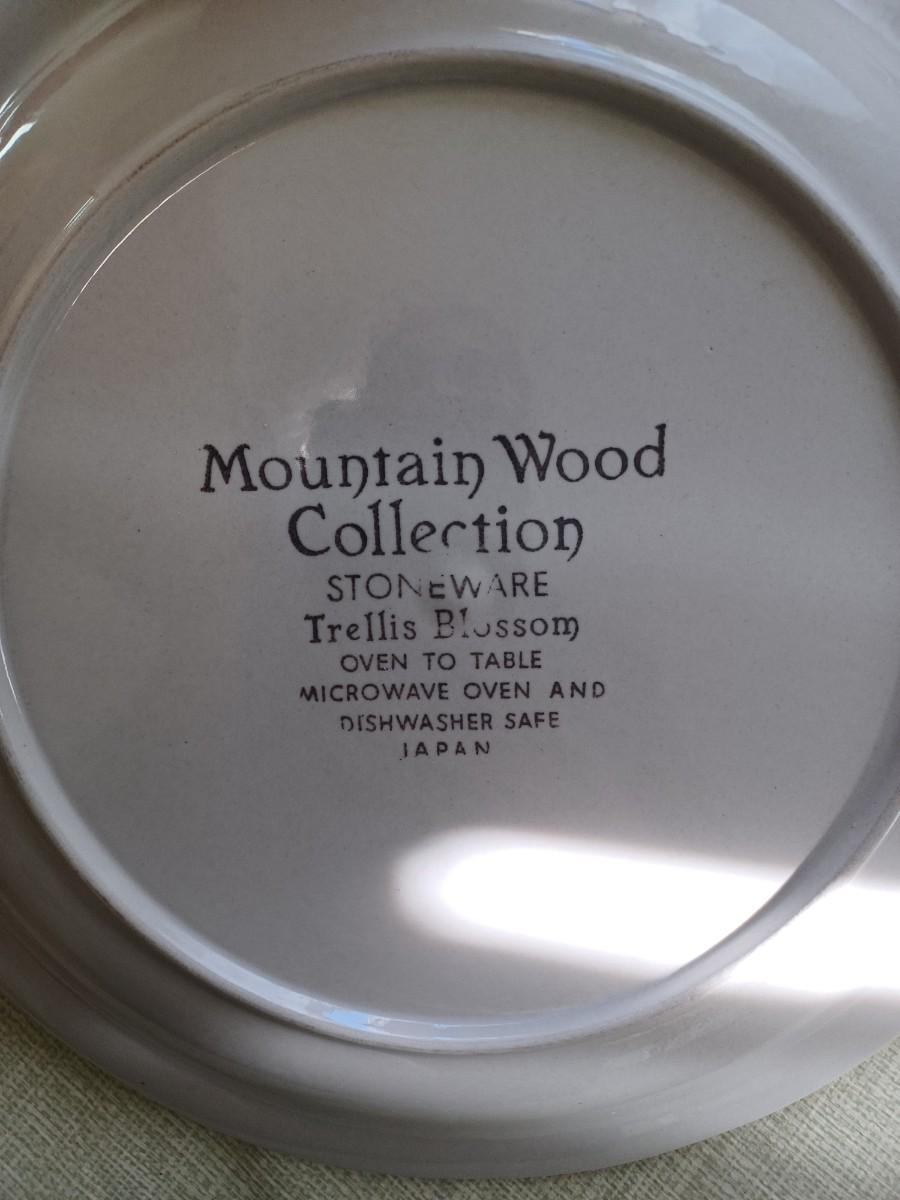 Mountain Wood
Collection
STONEWARE
Trellis Blossom
OVEN TO TABLE
MICROWAVE OVEN AND
DISHWASHER SAFE
JAPAN